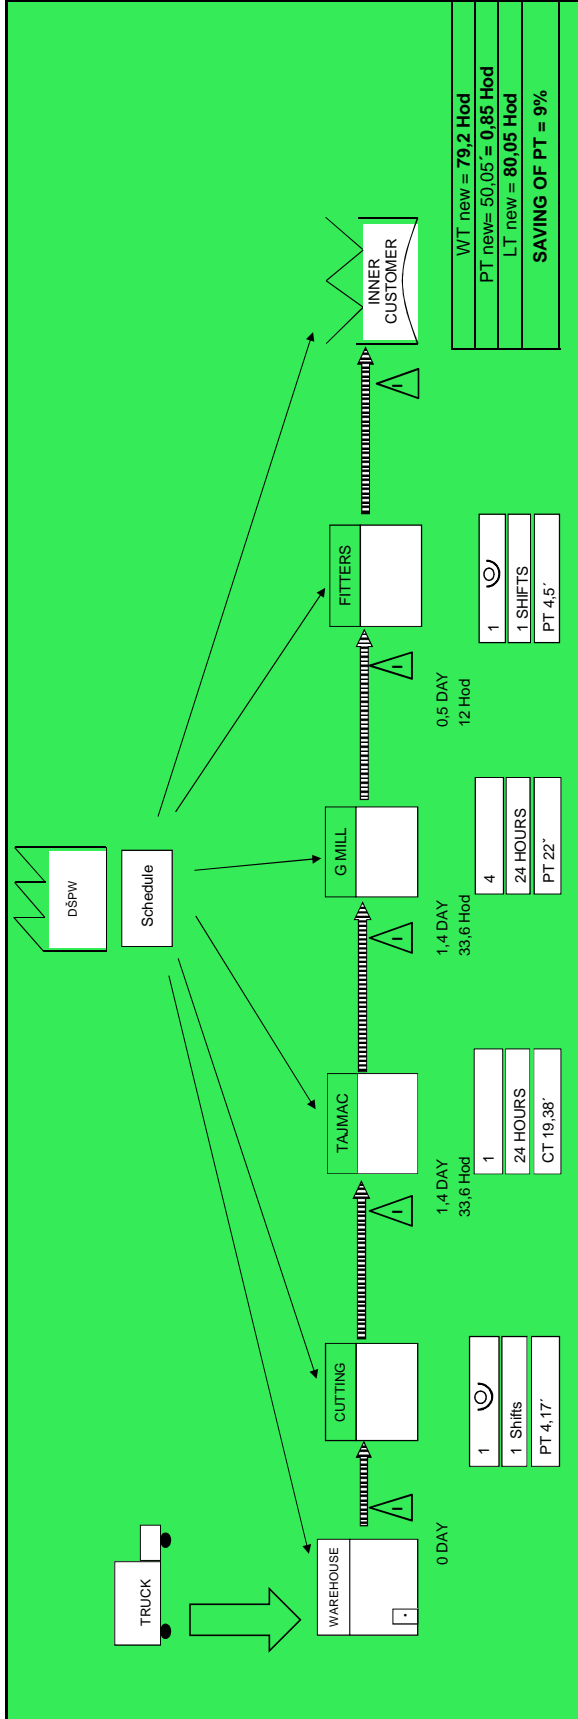 DŠPW
Schedule
TRUCK
WAREHOUSE
CUTTING
TAJMAC
G MILL
FITTERS
INNER
CUSTOMER
I
I
I
I
I
0 DAY
1,4 DAY
33,6 Hod
1,4 DAY
33,6 Hod
0,5 DAY
12 Hod
1
1 Shifts
PT 4,17´
1
24 HOURS
CT 19,38´
4
24 HOURS
PT 22ˇ
1
1 SHIFTS
PT 4,5´
WT new = 79,2 Hod
PT new= 50,05´= 0,85 Hod
LT new = 80,05 Hod
SAVING OF PT = 9%